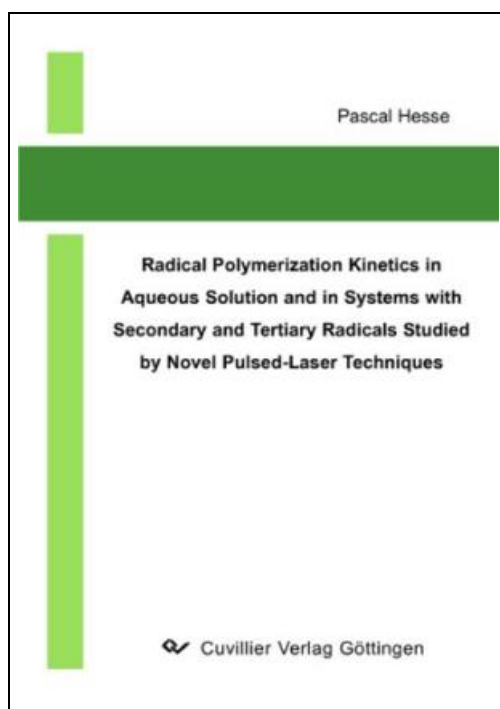 Pascal Hesse
Radical Polymerization Kinetics in
Aqueous Solution and in Systems with
Secondary and Tertiary Radicals Studied
by Novel Pulsed-Laser Techniques
Cuvillier Verlag Göttingen